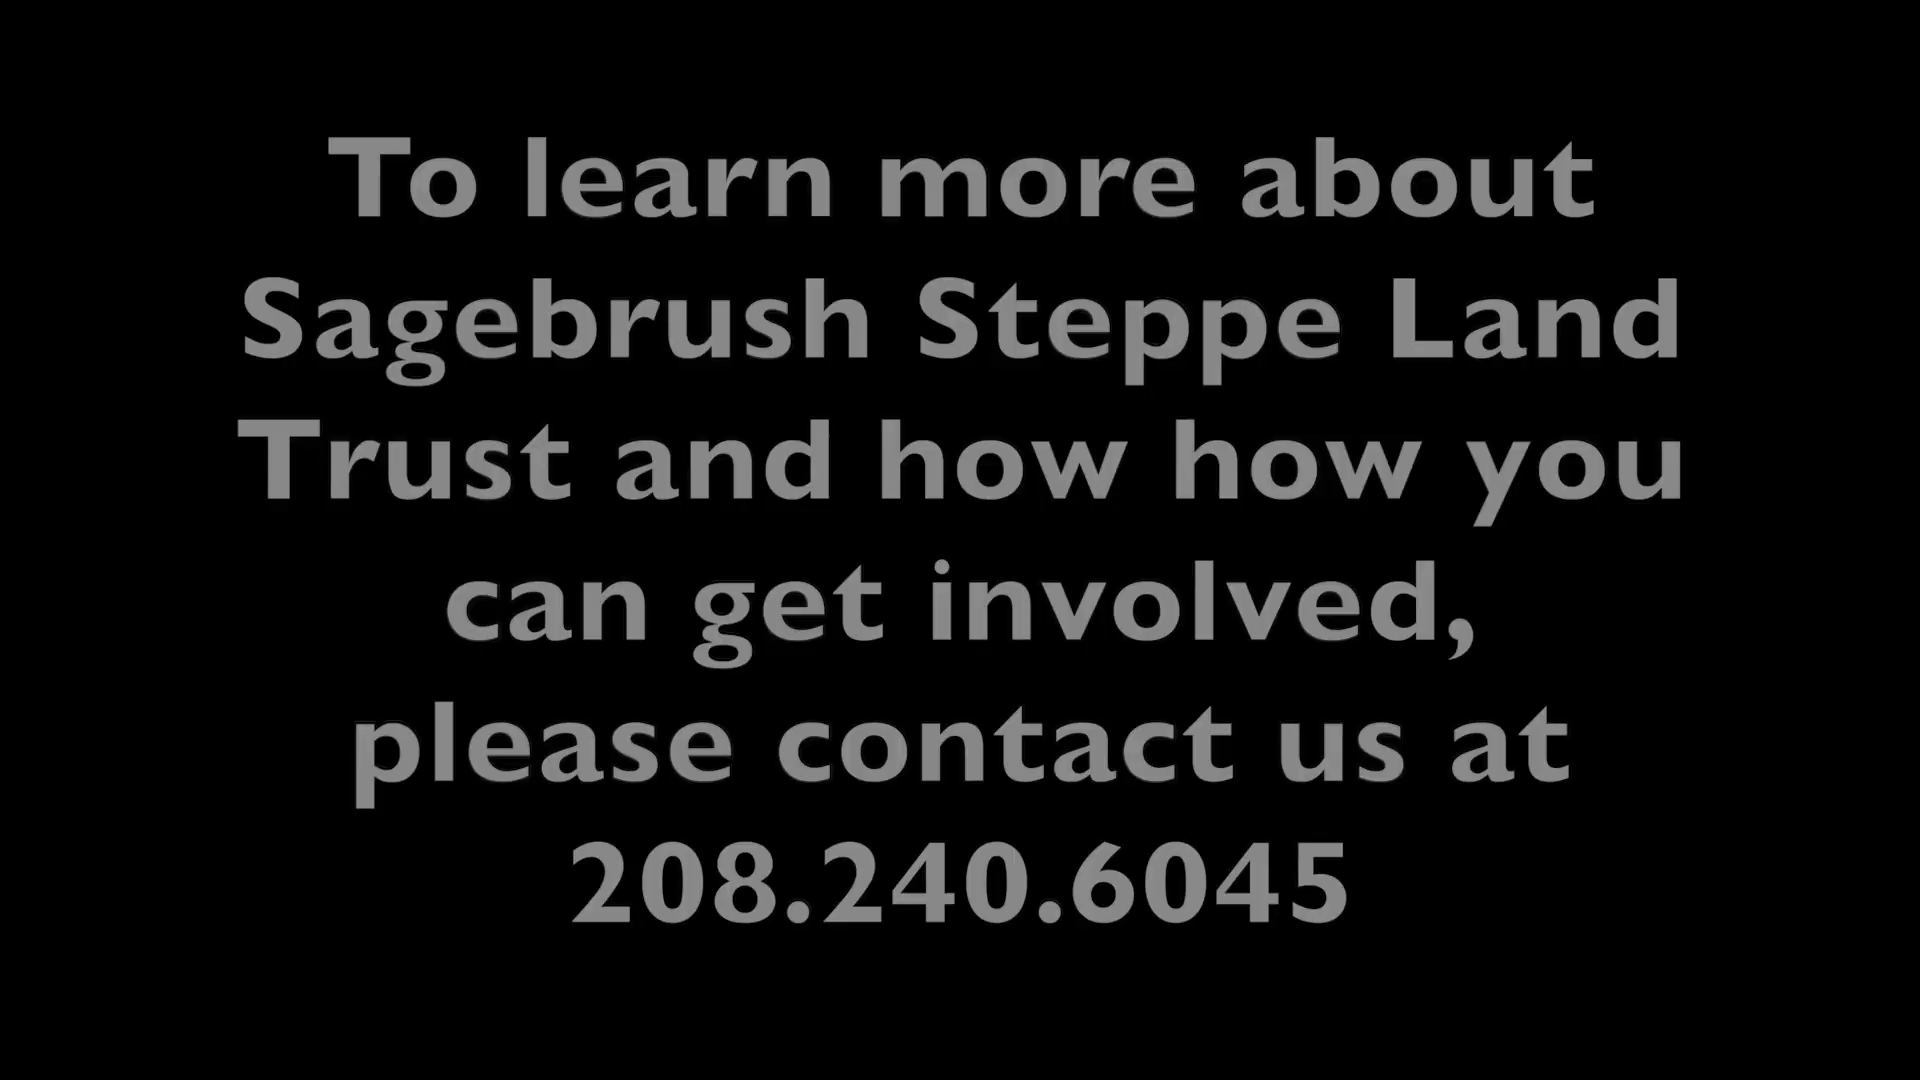 To learn more about
Sagebrush Steppe Land
Trust and how how you
can get involved,
please contact us at
208.240.6045